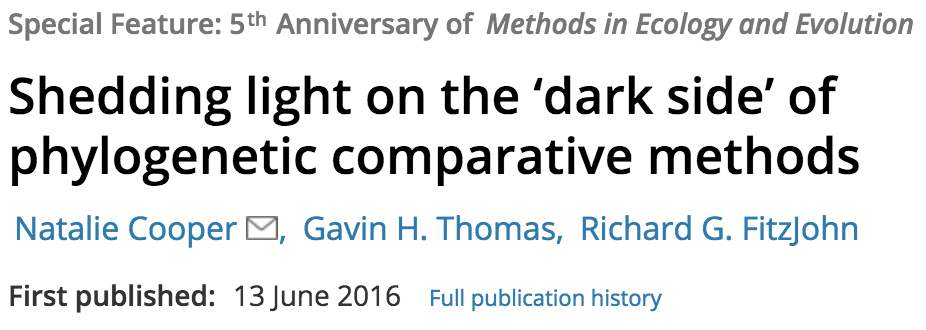 Special Feature: 5th Anniversary of Methods in Ecology and Evolution
Shedding light on the ‘dark side’ of
phylogenetic comparative methods
Natalie Cooper, Gavin H. Thomas, Richard G. FitzJohn
First published: 13 June 2016 Full publication history